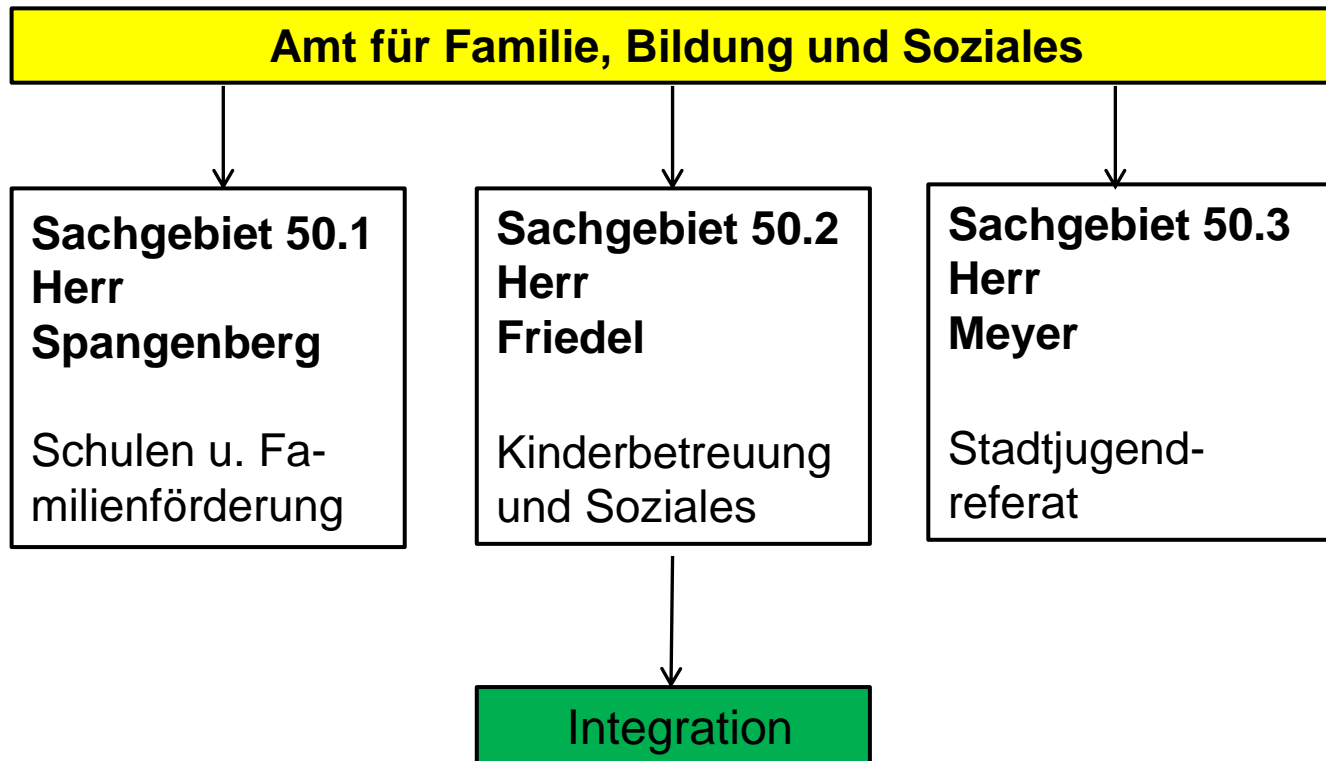 Amt für Familie, Bildung und Soziales
Sachgebiet 50.1
Herr
Spangenberg
Schulen u. Fa-
milienförderung
Sachgebiet 50.2
Herr
Friedel
Kinderbetreuung
und Soziales
Sachgebiet 50.3
Herr
Meyer
Stadtjugend-
referat
Integration